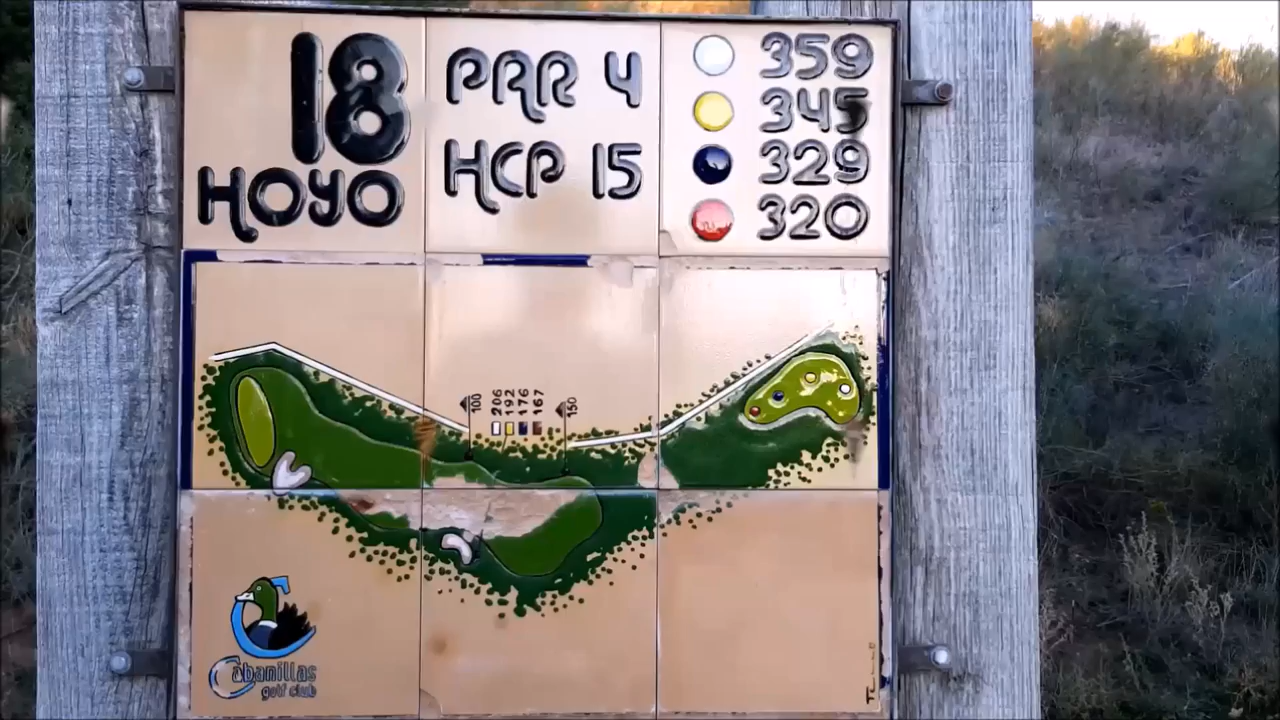 18
HOYO
PAR 4
HCP 15
359
345
329
320
100
206
192
176
167
150
Cabanillas
golf club